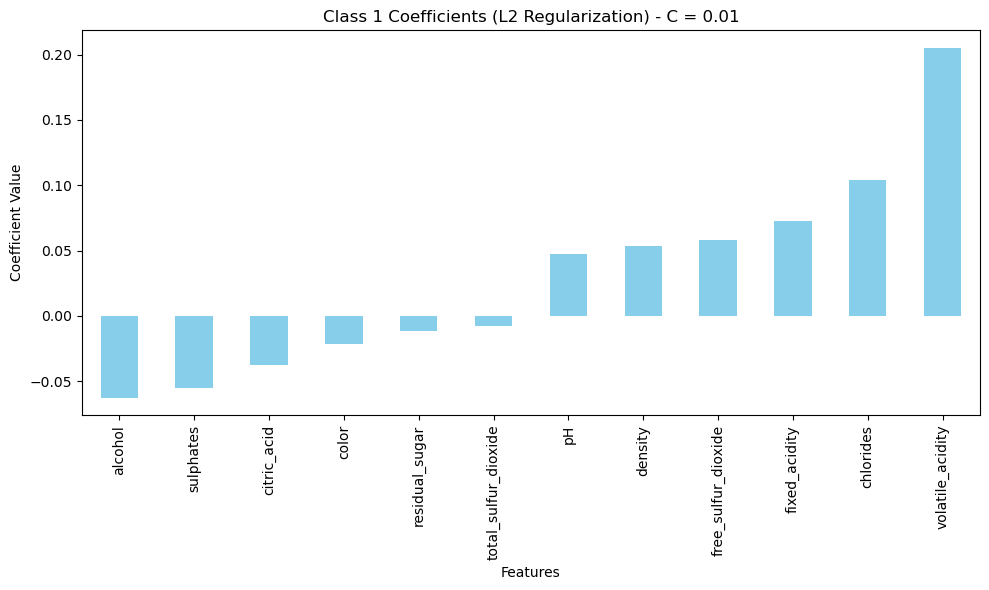 Class 1 Coefficients (L2 Regularization) - C = 0.01
Coefficient Value
0.20
0.15
0.10
0.05
0.00
−0.05
alcohol
sulphates
citric_acid
color
residual_sugar
total_sulfur_dioxide
pH
density
free_sulfur_dioxide
fixed_acidity
chlorides
volatile_acidity
Features